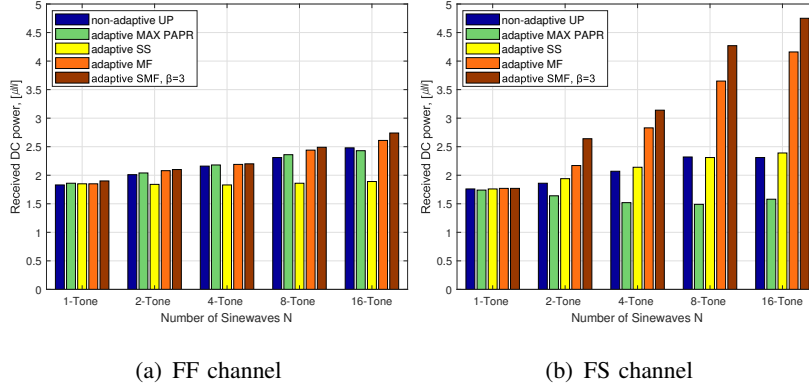 5
4.5
4
3.5
3
2.5
2
1.5
1
0.5
0
Received DC power, [㎕]
non-adaptive UP
adaptive MAX PAPR
adaptive SS
adaptive MF
adaptive SMF, β=3
1-Tone 2-Tone 4-Tone 8-Tone 16-Tone
Number of Sinewaves N
(a) FF channel
5
4.5
4
3.5
3
2.5
2
1.5
1
0.5
0
Received DC power, [㎕]
non-adaptive UP
adaptive MAX PAPR
adaptive SS
adaptive MF
adaptive SMF, β=3
1-Tone 2-Tone 4-Tone 8-Tone 16-Tone
Number of Sinewaves N
(b) FS channel